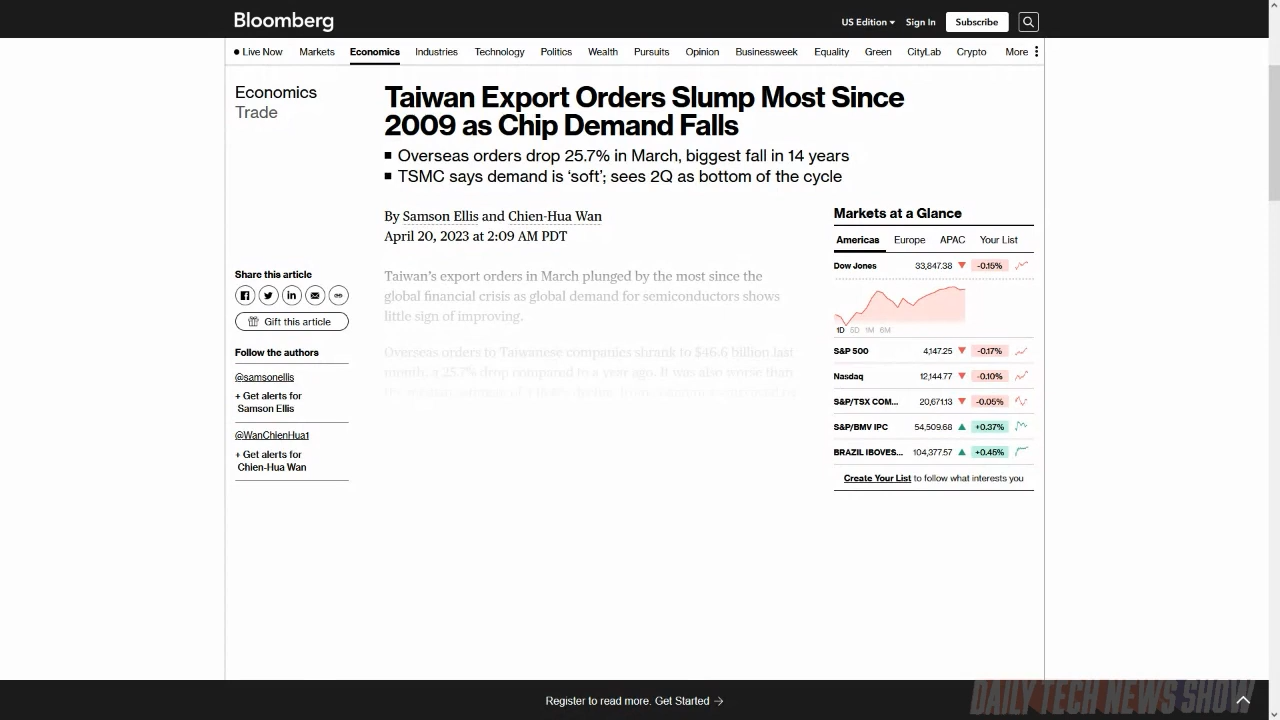 Bloomberg
US Edition
Sign In
Subscribe
Live Now
Markets
Economics
Industries
Technology
Politics
Wealth
Pursuits
Opinion
Businessweek
Equality
Green
CityLab
Crypto
More
Economics
Trade
Taiwan Export Orders Slump Most Since
2009 as Chip Demand Falls
Overseas orders drop 25.7% in March, biggest fall in 14 years
TSMC says demand is ‘soft’; sees 2Q as bottom of the cycle
By Samson Ellis and Chien-Hua Wan
April 20, 2023 at 2:09 AM PDT
Share this article
Gift this article
Follow the authors
@samsonellis
+ Get alerts for
Samson Ellis
@WanChienHua1
+ Get alerts for
Chien-Hua Wan
Taiwan’s export orders in March plunged by the most since the
global financial crisis as global demand for semiconductors shows
little sign of improving.
Overseas orders to Taiwanese companies shrank to $46.6 billion last
month, a 25.7% drop compared to a year ago. It was also worse than
Markets at a Glance
Americas Europe APAC Your List
Dow Jones 33,847.38 -0.15%
1D 5D 1M 6M
S&P 500 4,147.25 -0.17%
Nasdaq 12,144.77 -0.10%
S&P/TSX COM... 20,671.13 -0.05%
S&P/BMV IPC 54,509.68 +0.37%
BRAZIL IBOVES... 104,377.57 +0.45%
Create Your List to follow what interests you
Register to read more. Get Started
DAILY TECH NEWS SHOW